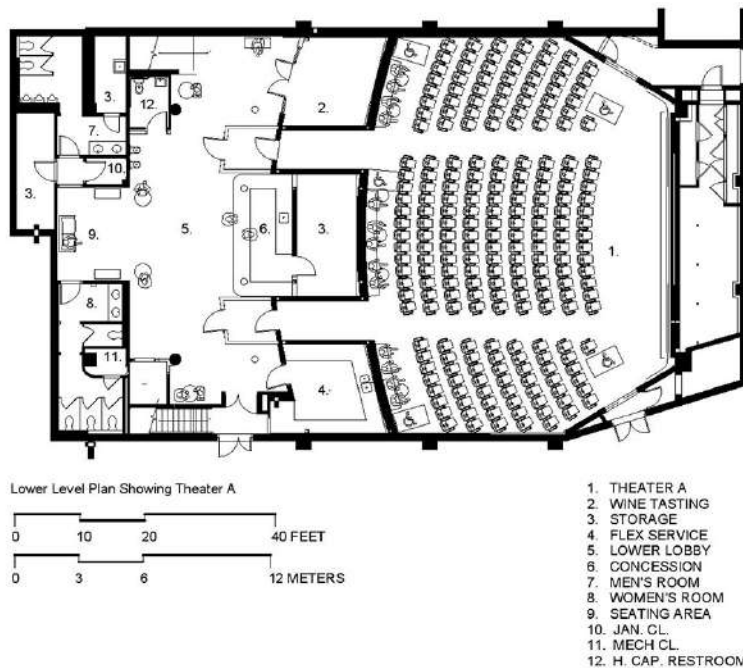 3.
12.
2.
7.
10.
3.
5.
6.
3.
1.
9.
8.
11.
4.
Lower Level Plan Showing Theater A
0 10 20 40 FEET
0 3 6 12 METERS
1. THEATER A
2. WINE TASTING
3. STORAGE
4. FLEX SERVICE
5. LOWER LOBBY
6. CONCESSION
7. MEN'S ROOM
8. WOMEN'S ROOM
9. SEATING AREA
10. JAN. CL.
11. MECH CL.
12. H. CAP. RESTROOM